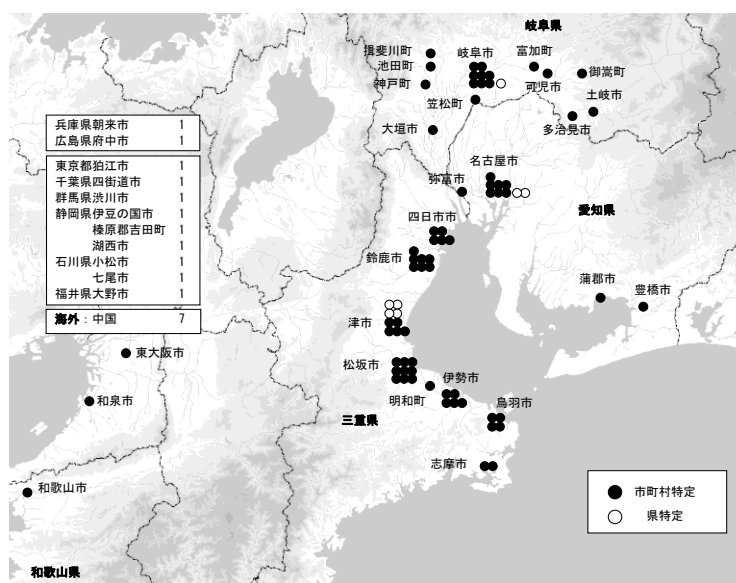 岐阜県
揖斐川町
岐阜市
富加町
池田町
御嵩町
神戸町
可児市
笠松町
土岐市
大垣市
多治見市
兵庫県朝来市 1
広島県府中市 1
東京都狛江市 1
千葉県四街道市 1
群馬県渋川市 1
静岡県伊豆の国市 1
榛原郡吉田町 1
湖西市 1
石川県小松市 1
七尾市 1
福井県大野市 1
海外：中国 7
名古屋市
弥富市
愛知県
四日市市
鈴鹿市
蒲郡市
豊橋市
津市
東大阪市
松坂市
伊勢市
和泉市
明和町
鳥羽市
三重県
志摩市
和歌山市
市町村特定
県特定
和歌山県